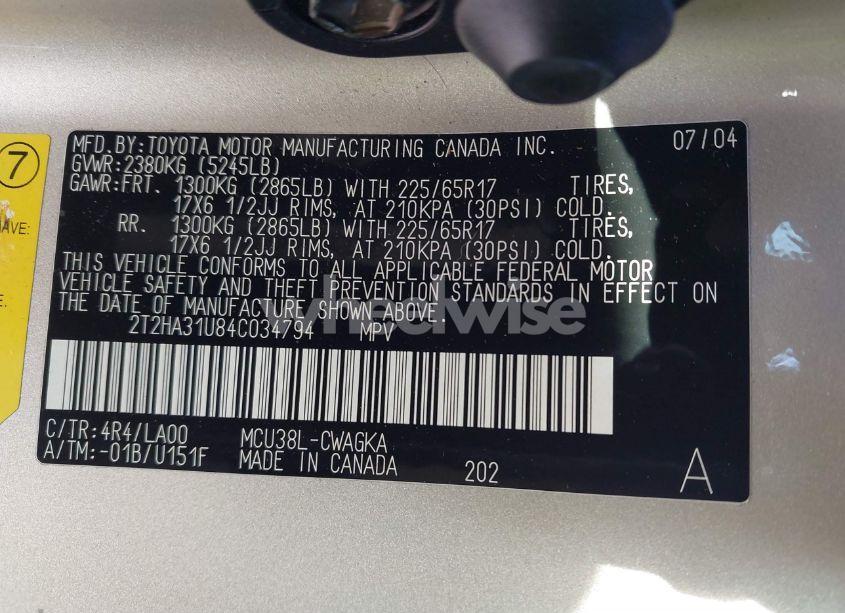 7
AVE:
E.
MFD.BY:TOYOTA MOTOR MANUFACTURING CANADA INC. 07/04
GVWR:2380KG (5245LB)
GAWR:FRT. 1300KG (2865LB) WITH 225/65R17 TIRES,
17X6 1/2JJ RIMS, AT 210KPA (30PSI) COLD.
RR. 1300KG (2865LB) WITH 225/65R17 TIRES,
17X6 1/2JJ RIMS, AT 210KPA (30PSI) COLD.
THIS VEHICLE CONFORMS TO ALL APPLICABLE FEDERAL MOTOR
VEHICLE SAFETY AND THEFT PREVENTION STANDARDS IN EFFECT ON
THE DATE OF MANUFACTURE SHOWN ABOVE.
wheelwise
2T2HA31U84C034794 MPV
C/TR:4R4/LA00 MCU38L-CWAGKA
A/TM:-01B/U151F MADE IN CANADA 202 A